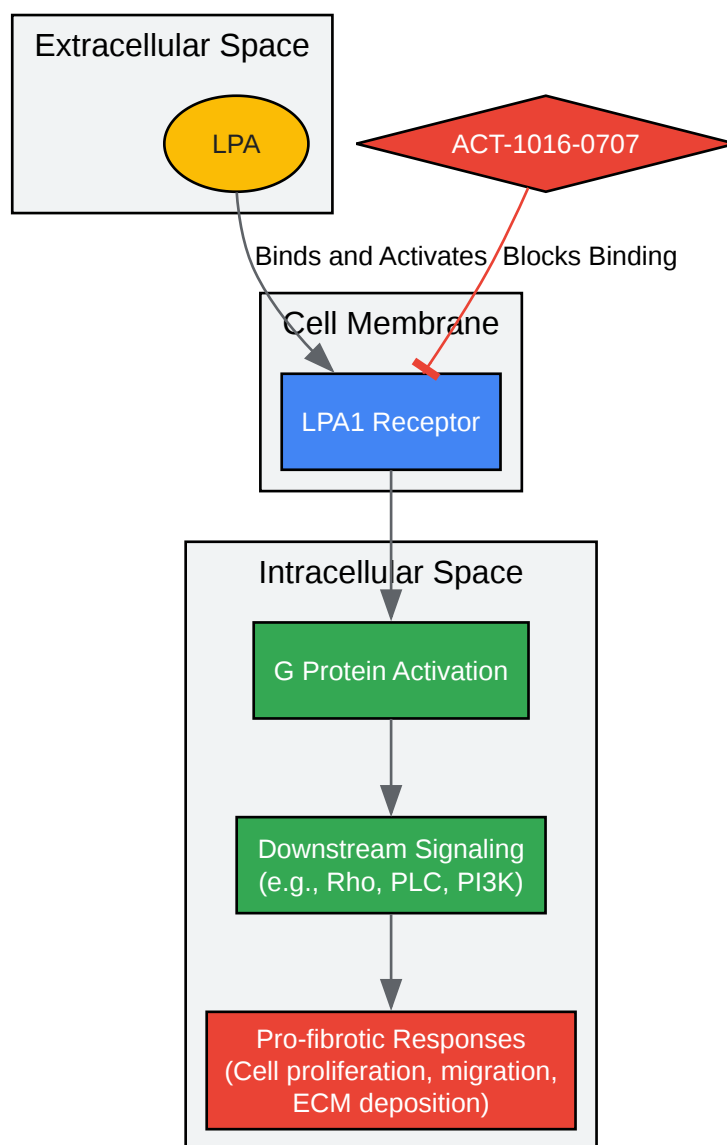 Extracellular Space
LPA
ACT-1016-0707
Binds and Activates
Blocks Binding
Cell Membrane
LPA1 Receptor
Intracellular Space
G Protein Activation
Downstream Signaling
(e.g., Rho, PLC, PI3K)
Pro-fibrotic Responses
(Cell proliferation, migration,
ECM deposition)